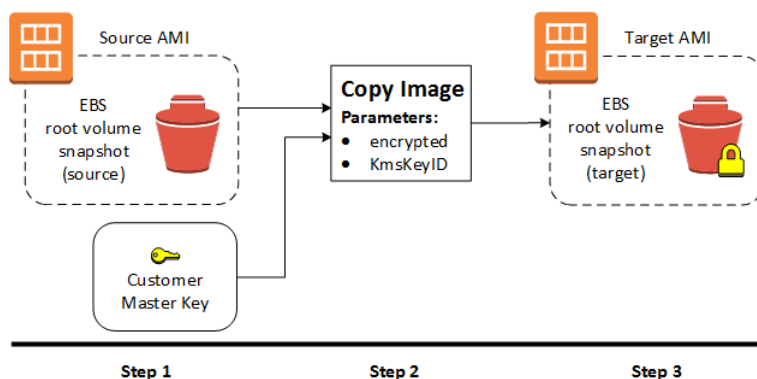 Source AMI
EBS
root volume
snapshot
(source)
Customer
Master Key
Copy Image
Parameters:
• encrypted
• KmsKeyID
Target AMI
EBS
root volume
snapshot
(target)
Step 1
Step 2
Step 3